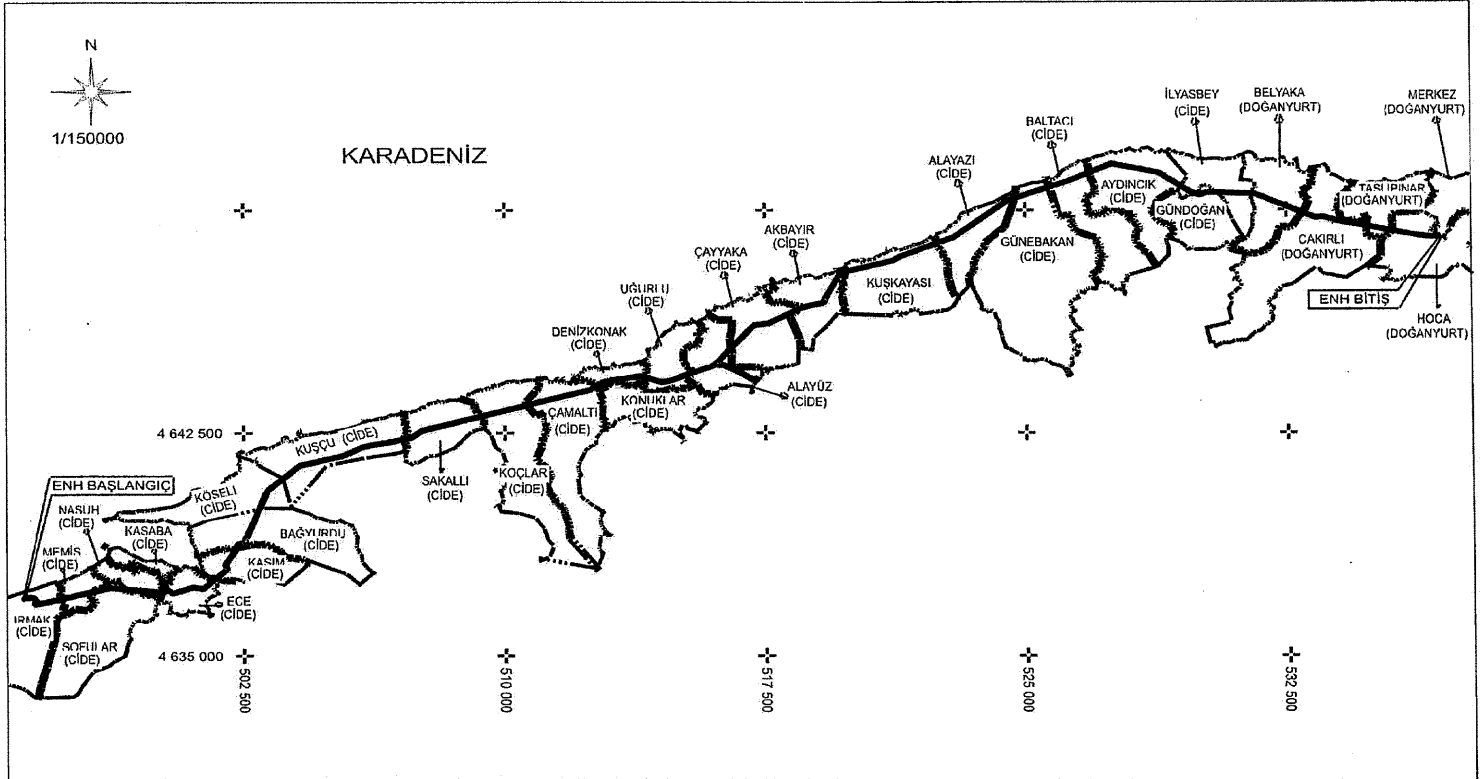 N
1/150000
KARADENİZ
İLYASBEY
(CİDE)
BELYAKA
(DOĞANYURT)
MERKEZ
(DOĞANYURT)
BALTACI
(CİDE)
ALAYAZI
(CİDE)
AYDINCIK
(CİDE)
TAŞLIPINAR
(DOĞANYURT)
GÜNDOĞAN
(CİDE)
AKBAYIR
(CİDE)
GÜNEBAKAN
(CİDE)
ÇAKIRLI
(DOĞANYURT)
ÇAYYAKA
(CİDE)
KUŞKAYASI
(CİDE)
UĞURLU
(CİDE)
ENH BİTİŞ
HOCA
(DOĞANYURT)
DENİZKONAK
(CİDE)
ALAYÜZ
(CİDE)
KONUKLAR
(CİDE)
ÇAMALTI
(CİDE)
4 642 500
KUŞÇU (CİDE)
SAKALLI
(CİDE)
KOÇLAR
(CİDE)
ENH BAŞLANGIÇ
KÖSELİ
(CİDE)
NASUH
(CİDE)
KASABA
(CİDE)
BAĞYURDU
(CİDE)
MEMİŞ
(CİDE)
KASIM
(CİDE)
ECE
(CİDE)
IRMAK
(CİDE)
SOFULAR
(CİDE)
4 635 000
502 500
510 000
517 500
525 000
532 500